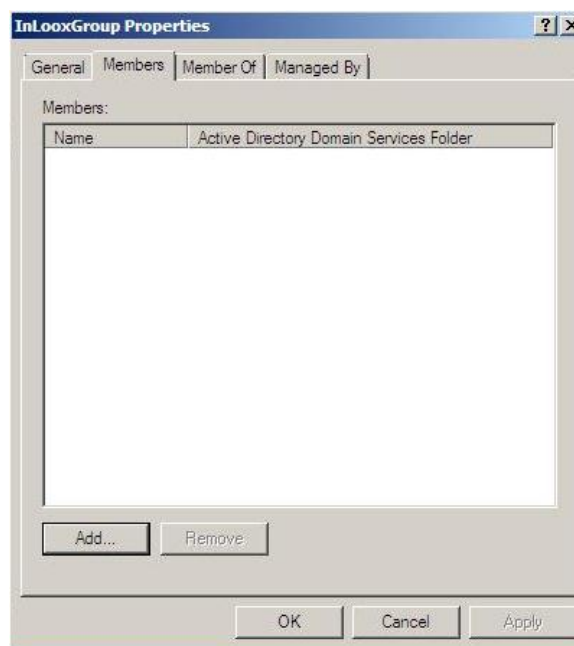 InLooxGroup Properties
General Members Member Of Managed By
Members:
Name Active Directory Domain Services Folder
Add... Remove
OK Cancel Apply